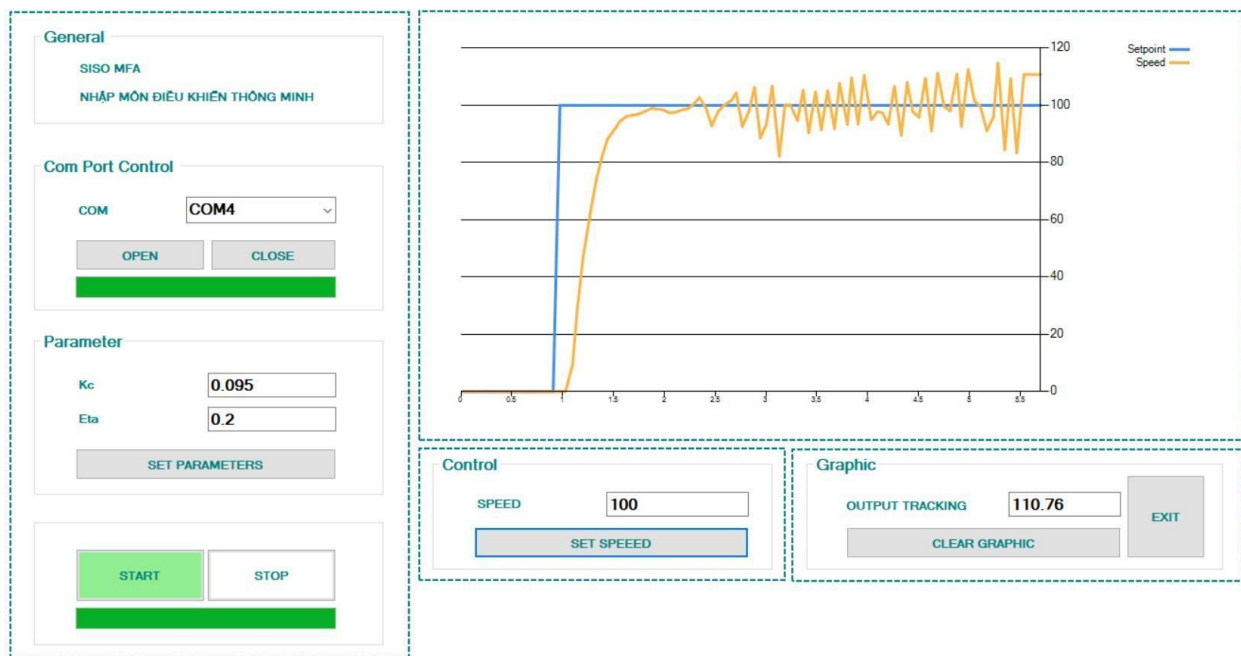 General
SISO MFA
NHẬP MÔN ĐIỀU KHIỂN THÔNG MINH
Com Port Control
COM
COM4
OPEN
CLOSE
Parameter
Kc
0.095
Eta
0.2
SET PARAMETERS
START
STOP
Setpoint
Speed
120
100
80
60
40
20
0
0
0.5
1
1.5
2
2.5
3
3.5
4
4.5
5
5.5
Control
SPEED
100
SET SPEEED
Graphic
OUTPUT TRACKING
110.76
CLEAR GRAPHIC
EXIT